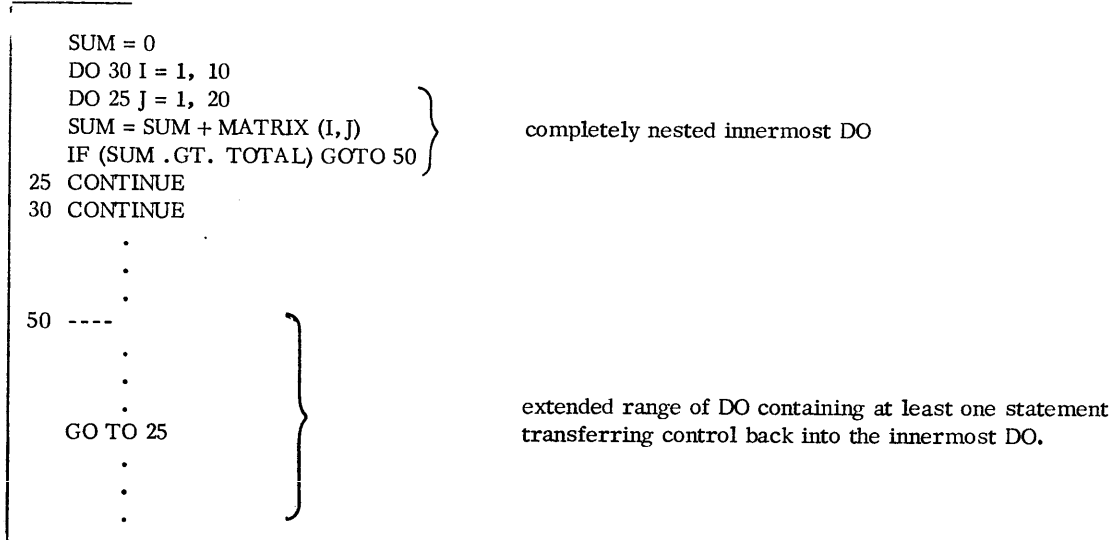 SUM = 0
DO 30 I = 1, 10
DO 25 J = 1, 20
SUM = SUM + MATRIX (I,J)
IF (SUM .GT. TOTAL) GOTO 50
completely nested innermost DO
25 CONTINUE
30 CONTINUE
.
.
.
50 ----
.
.
.
GO TO 25
extended range of DO containing at least one statement
transferring control back into the innermost DO.
.
.
.